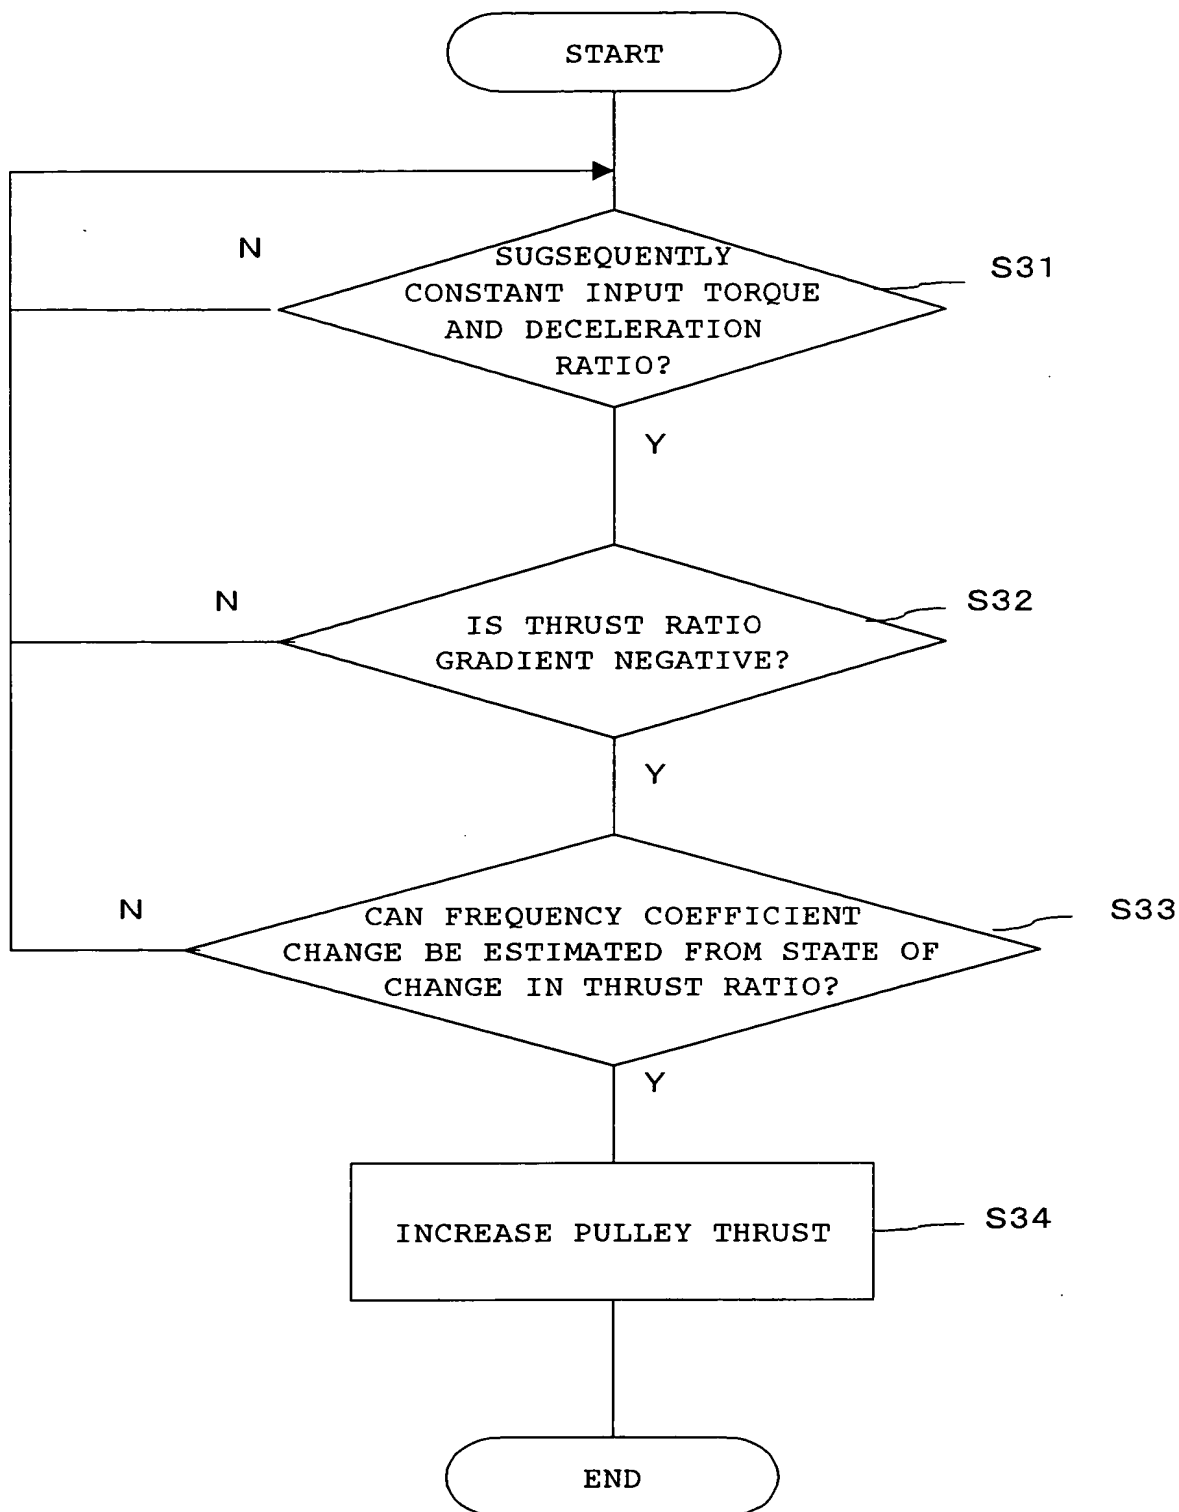 START
N
SUGSEQUENTLY
CONSTANT INPUT TORQUE
AND DECELERATION
RATIO?
S31
Y
N
IS THRUST RATIO
GRADIENT NEGATIVE?
S32
Y
N
CAN FREQUENCY COEFFICIENT
CHANGE BE ESTIMATED FROM STATE OF
CHANGE IN THRUST RATIO?
S33
Y
INCREASE PULLEY THRUST
S34
END